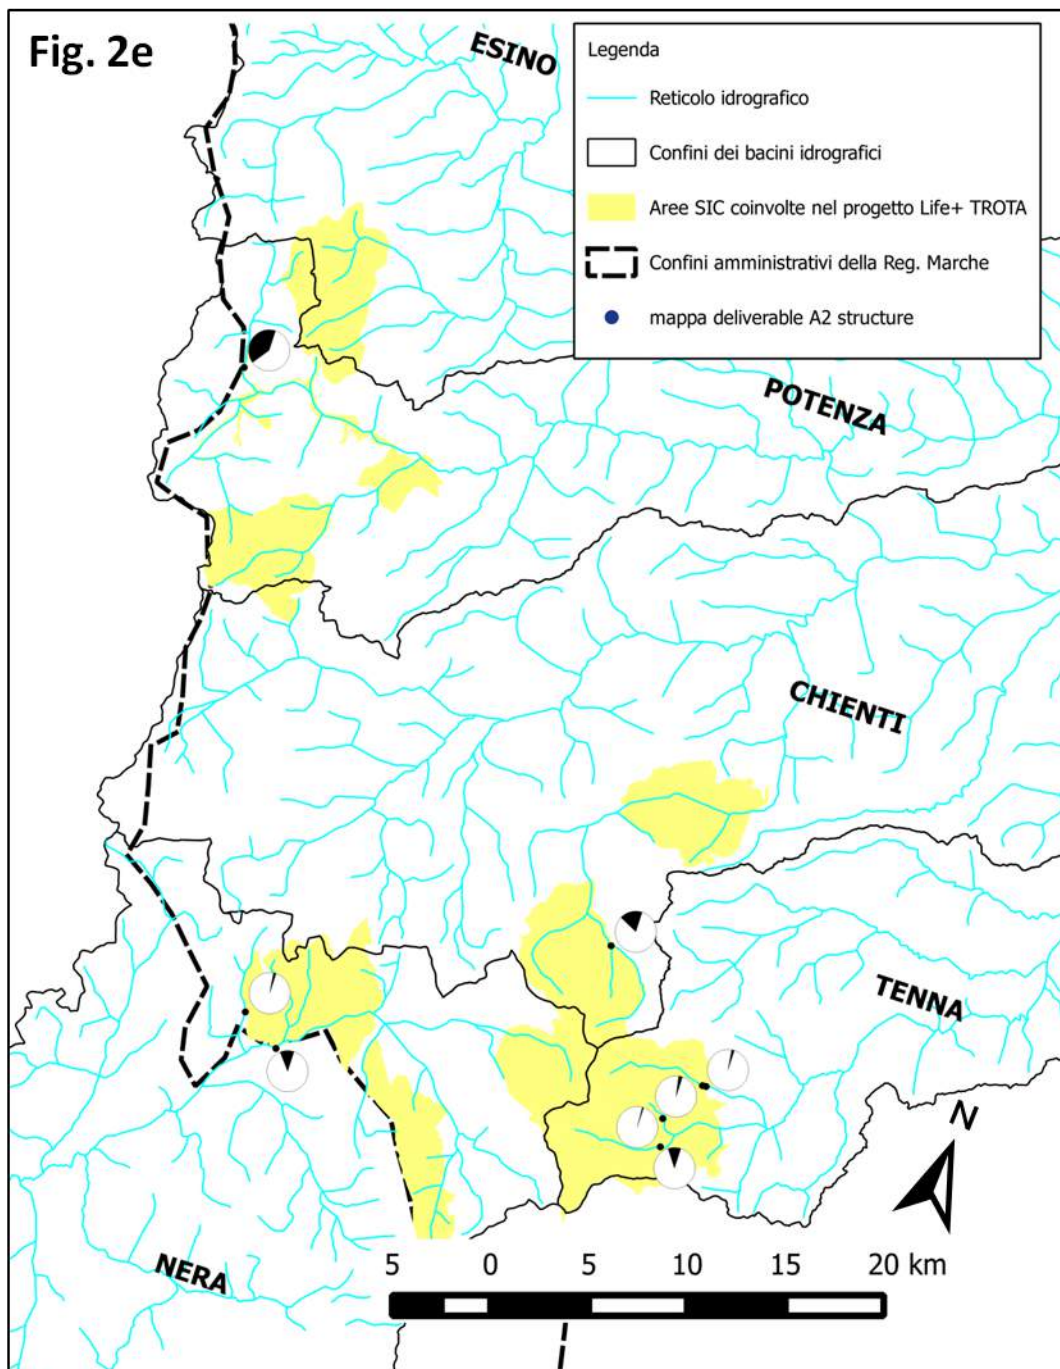 Fig. 2e
ESINO
Legenda
Reticolo idrografico
Confini dei bacini idrografici
Aree SIC coinvolte nel progetto Life+ TROTA
Confini amministrativi della Reg. Marche
mappa deliverable A2 structure
POTENZA
CHIENTI
TENNA
N
NERA
5 0 5 10 15 20 km